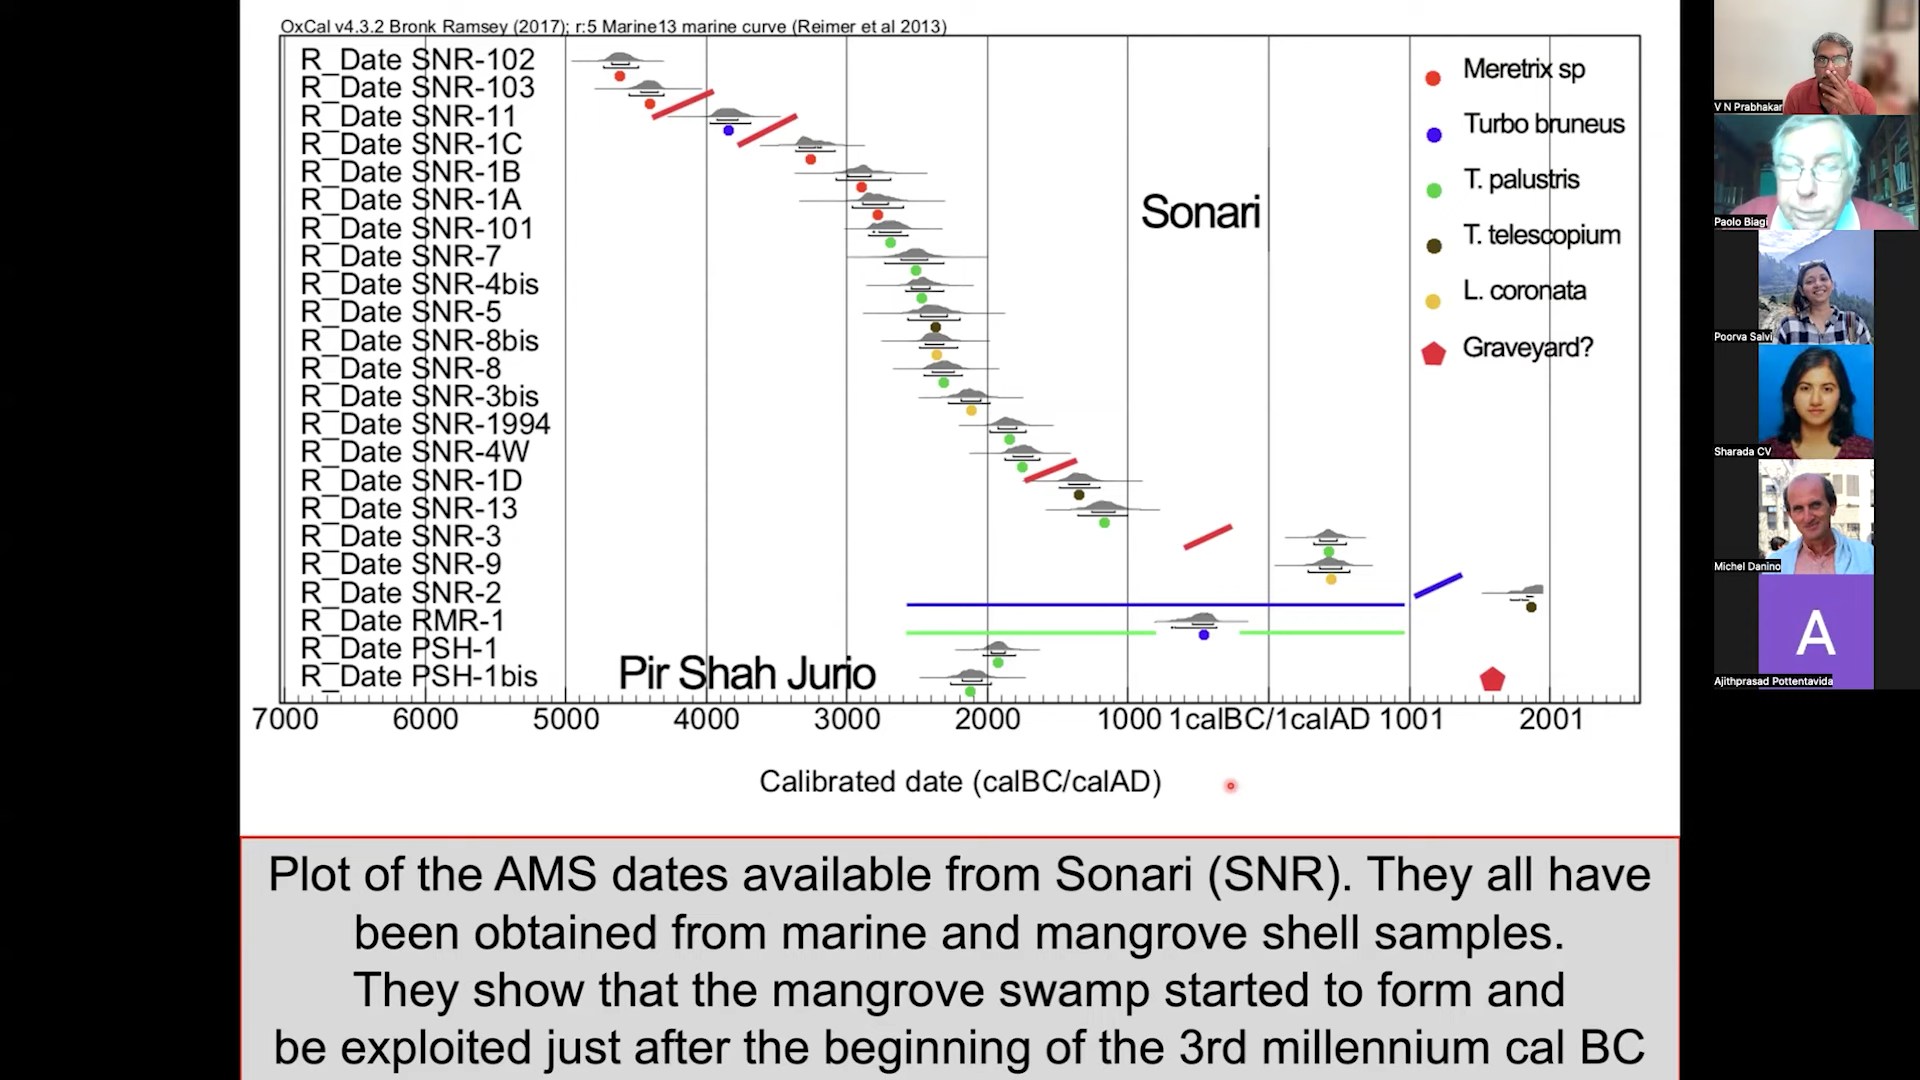 OxCal v4.3.2 Bronk Ramsey (2017); r:5 Marine13 marine curve (Reimer et al 2013)
R_Date SNR-102
R_Date SNR-103
R_Date SNR-11
R_Date SNR-1C
R_Date SNR-1B
R_Date SNR-1A
R_Date SNR-101
R_Date SNR-7
R_Date SNR-4bis
R_Date SNR-5
R_Date SNR-8bis
R_Date SNR-8
R_Date SNR-3bis
R_Date SNR-1994
R_Date SNR-4W
R_Date SNR-1D
R_Date SNR-13
R_Date SNR-3
R_Date SNR-9
R_Date SNR-2
R_Date RMR-1
R_Date PSH-1
R_Date PSH-1bis
Sonari
Pir Shah Jurio
Meretrix sp
Turbo bruneus
T. palustris
T. telescopium
L. coronata
Graveyard?
7000 6000 5000 4000 3000 2000 1000 1calBC/1calAD 1001 2001
Calibrated date (calBC/calAD)
Plot of the AMS dates available from Sonari (SNR). They all have
been obtained from marine and mangrove shell samples.
They show that the mangrove swamp started to form and
be exploited just after the beginning of the 3rd millennium cal BC
V N Prabhakar
Paolo Biagi
Poorva Salvi
Sharada CV
Michel Danino
A
Ajithprasad Pottentavida